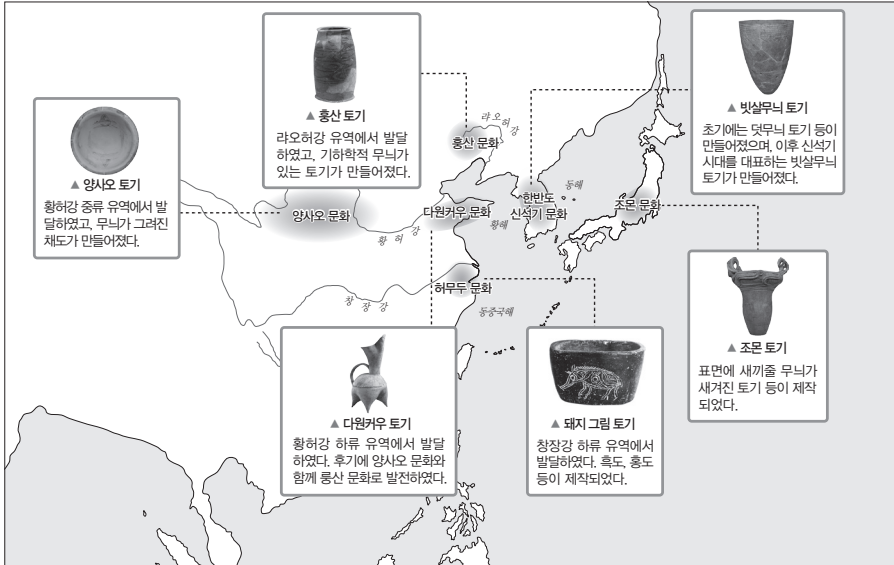 ▲ 홍산 토기
랴오허강 유역에서 발달
하였고, 기하학적 무늬가
있는 토기가 만들어졌다.
▲ 빗살무늬 토기
초기에는 덧무늬 토기 등이
만들어졌으며, 이후 신석기
시대를 대표하는 빗살무늬
토기가 만들어졌다.
▲ 양사오 토기
황허강 중류 유역에서 발
달하였고, 무늬가 그려진
채도가 만들어졌다.
랴오허강
홍산 문화
양사오 문화
다원커우 문화
한반도
신석기 문화
동해
조몬 문화
황허강
황해
허무두 문화
창장강
동중국해
▲ 다원커우 토기
황허강 하류 유역에서 발달
하였다. 후기에 양사오 문화와
함께 룽산 문화로 발전하였다.
▲ 돼지 그림 토기
창장강 하류 유역에서
발달하였다. 흑도, 홍도
등이 제작되었다.
▲ 조몬 토기
표면에 새끼줄 무늬가
새겨진 토기 등이 제작
되었다.